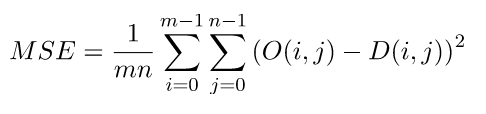 $MSE = \frac{1}{mn} \sum_{i=0}^{m-1} \sum_{j=0}^{n-1} (O(i,j) - D(i,j))^2$